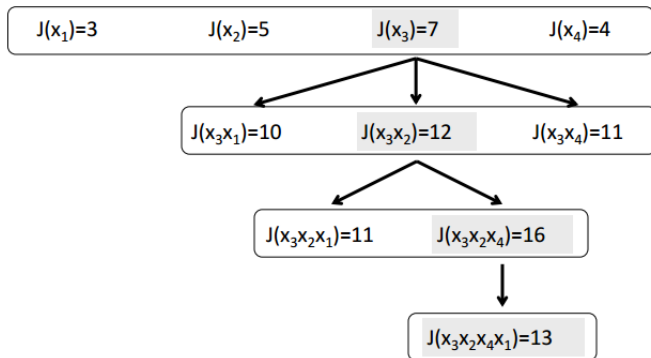 J(x₁)=3 J(x₂)=5 J(x₃)=7 J(x₄)=4
J(x₃x₁)=10 J(x₃x₂)=12 J(x₃x₄)=11
J(x₃x₂x₁)=11 J(x₃x₂x₄)=16
J(x₃x₂x₄x₁)=13